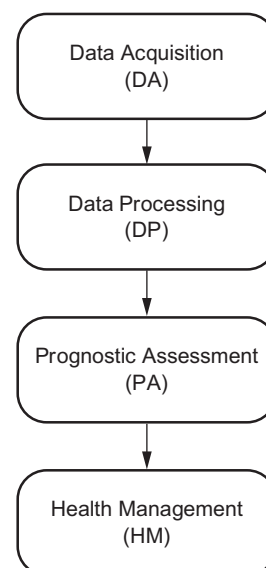 Data Acquisition
(DA)
Data Processing
(DP)
Prognostic Assessment
(PA)
Health Management
(HM)